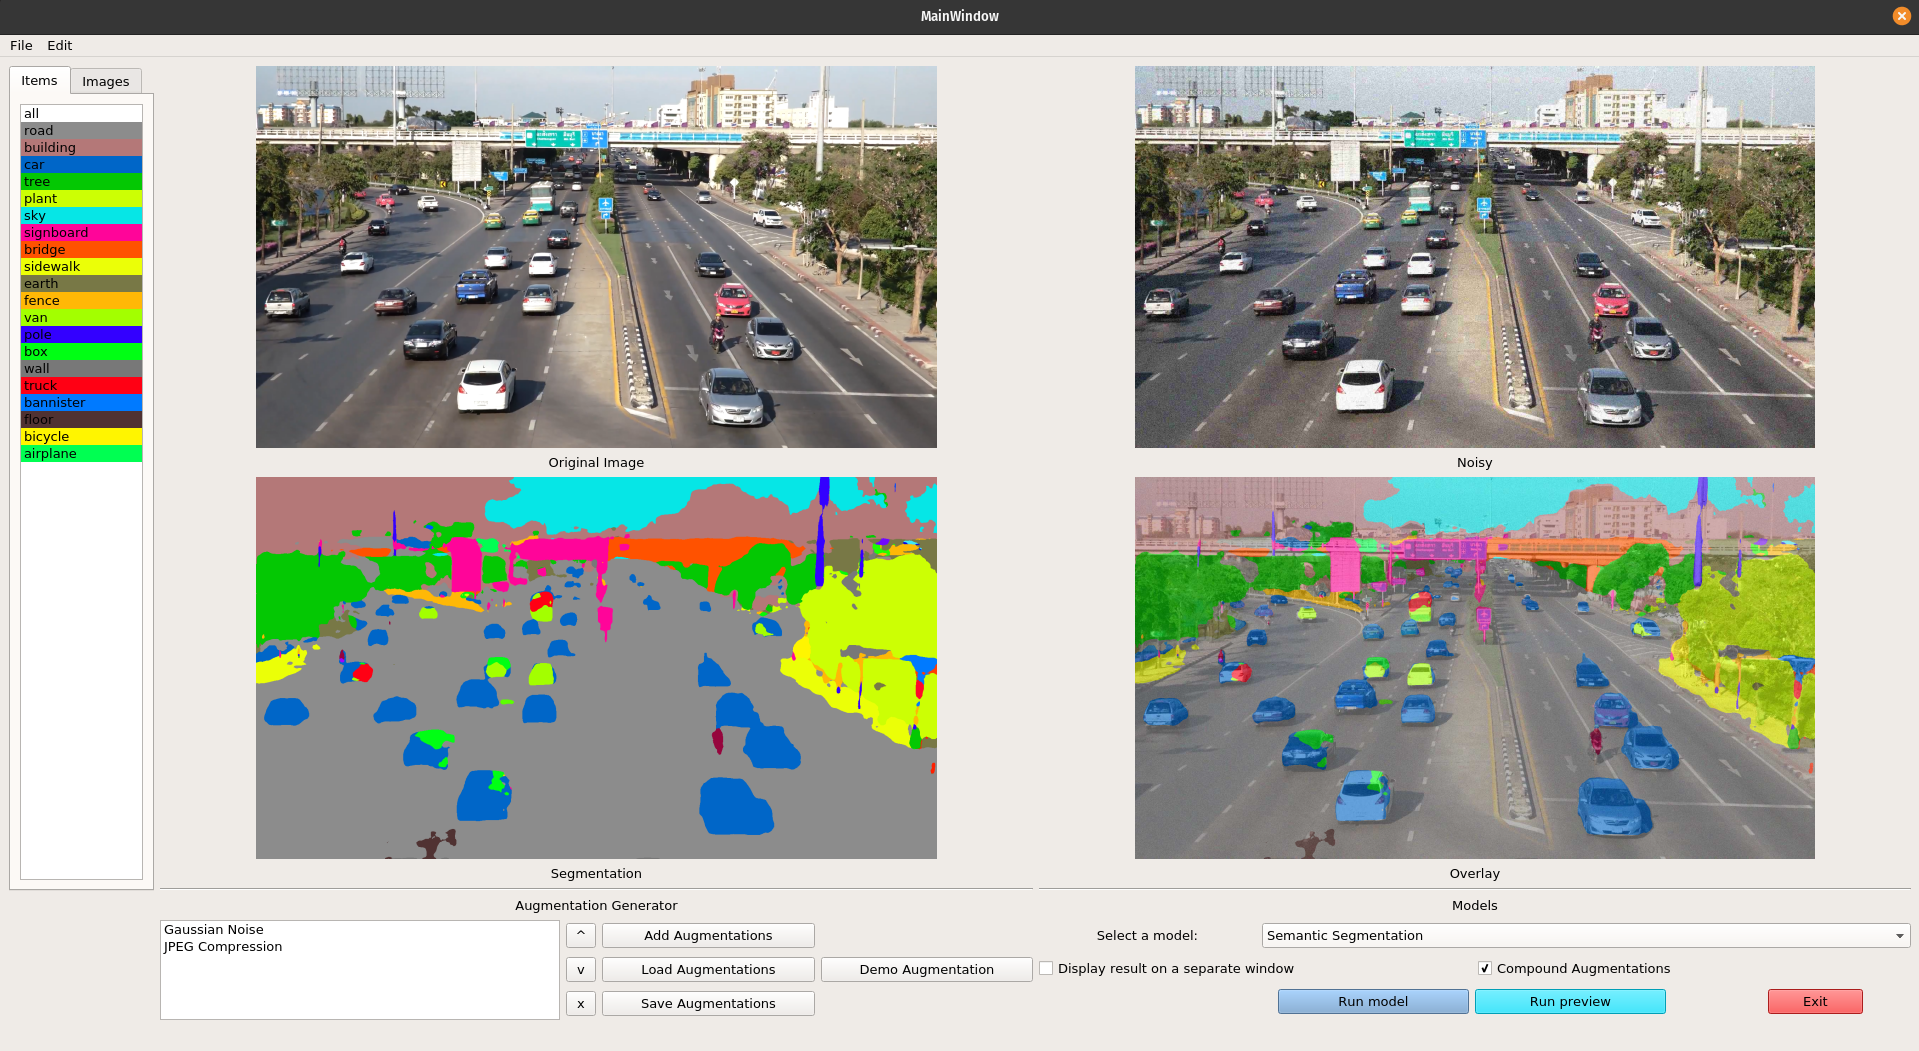 MainWindow
File Edit
Items Images
all
road
building
car
tree
plant
sky
signboard
bridge
sidewalk
earth
fence
van
pole
box
wall
truck
bannister
floor
bicycle
airplane
Original Image
Noisy
Segmentation
Overlay
Augmentation Generator
Gaussian Noise
JPEG Compression
^ Add Augmentations
v Load Augmentations Demo Augmentation
x Save Augmentations
Models
Select a model: Semantic Segmentation
Display result on a separate window Compound Augmentations
Run model Run preview Exit